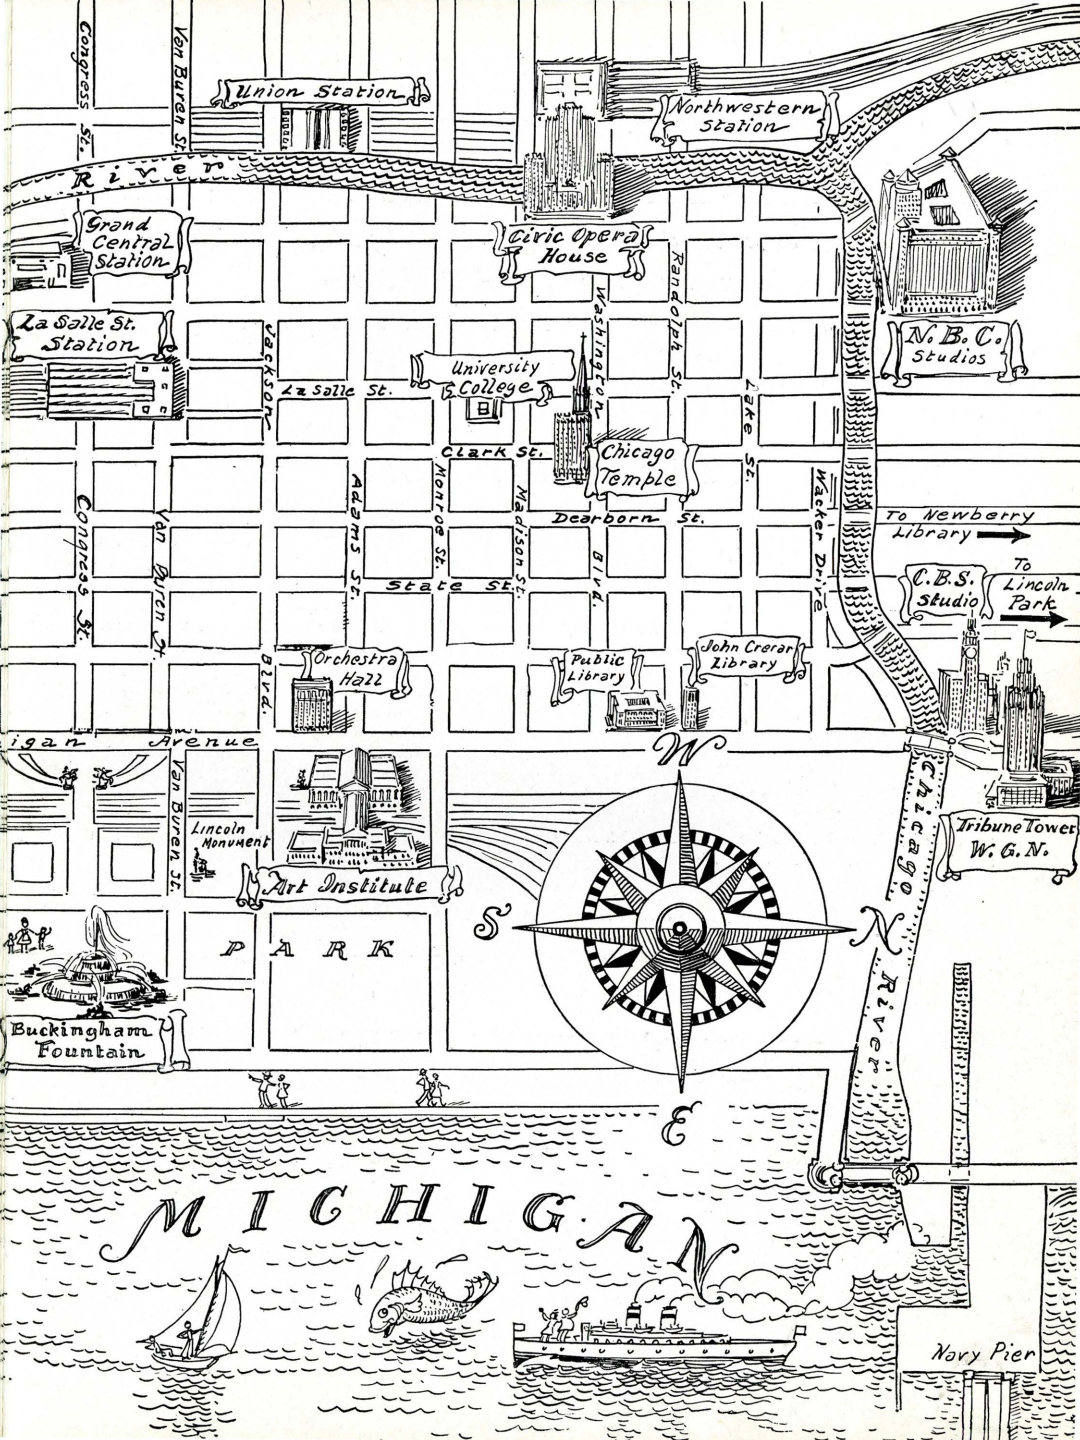 Congress St.
Van Buren St.
Union Station
Northwestern
Station
River
Grand
Central
Station
Civic Opera
House
Randolph St.
Washington
La Salle St.
Station
N.B.C.
Studios
Jackson
University
College
La Salle St.
Lake St.
Clark St.
Chicago
Temple
Adams St.
Monroe St.
Madison St.
Wacker Drive
Congress St.
Van Buren St.
Dearborn St.
To Newberry
Library
Blvd.
State St.
C.B.S.
Studio
To
Lincoln
Park
Blvd.
Orchestra
Hall
Public
Library
John Crerar
Library
igan Avenue
W
Van Buren St.
Chicago River
Lincoln
Monument
Tribune Tower
W.G.N.
Art Institute
S
N
PARK
Buckingham
Fountain
E
MICHIGAN
Navy Pier